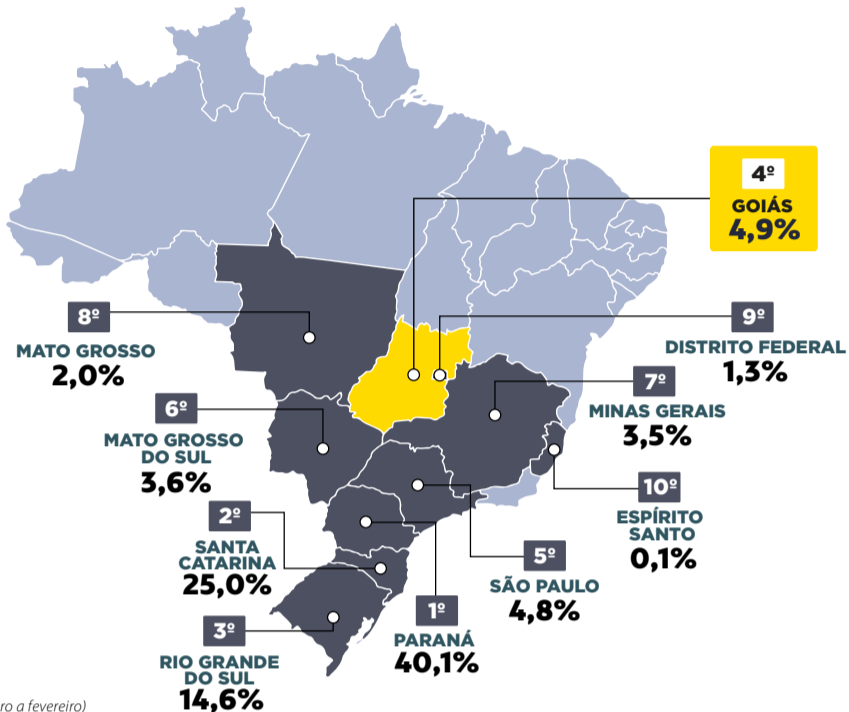 4º
GOIÁS
4,9%
8º
MATO GROSSO
2,0%
9º
DISTRITO FEDERAL
1,3%
7º
MINAS GERAIS
3,5%
6º
MATO GROSSO
DO SUL
3,6%
10º
ESPÍRITO
SANTO
0,1%
2º
SANTA
CATARINA
25,0%
5º
SÃO PAULO
4,8%
1º
PARANÁ
40,1%
3º
RIO GRANDE
DO SUL
14,6%
ro a fevereiro)